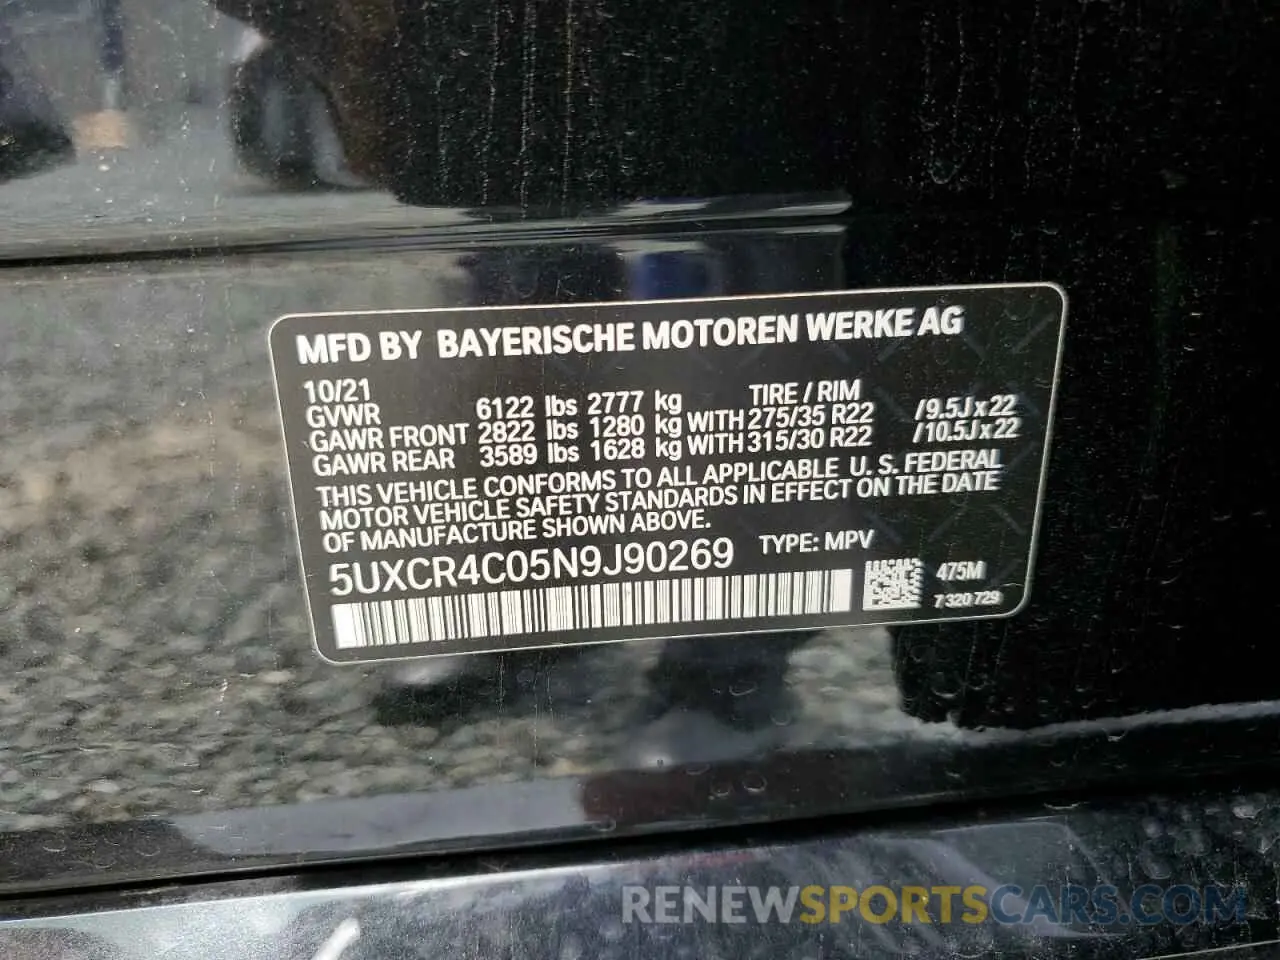 MFD BY BAYERISCHE MOTOREN WERKE AG
10/21 TIRE / RIM
GVWR 6122 lbs 2777 kg
GAWR FRONT 2822 lbs 1280 kg WITH 275/35 R22 /9.5J x 22
GAWR REAR 3589 lbs 1628 kg WITH 315/30 R22 /10.5J x 22
THIS VEHICLE CONFORMS TO ALL APPLICABLE U. S. FEDERAL
MOTOR VEHICLE SAFETY STANDARDS IN EFFECT ON THE DATE
OF MANUFACTURE SHOWN ABOVE.
5UXCR4C05N9J90269 TYPE: MPV
475M
7 320 729
RENEWSPORTSCARS.COM